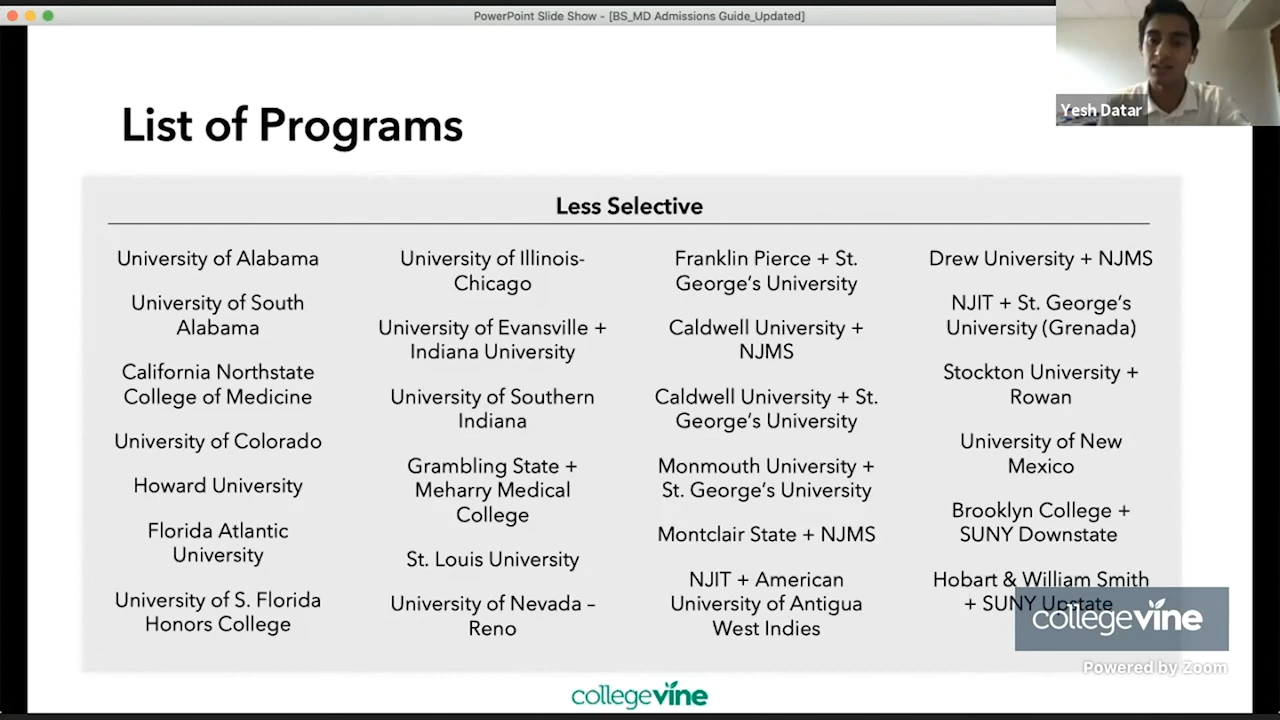 PowerPoint Slide Show - [BS_MD Admissions Guide_Updated]
Yesh Datar
List of Programs
Less Selective
University of Alabama
University of South
Alabama
California Northstate
College of Medicine
University of Colorado
Howard University
Florida Atlantic
University
University of S. Florida
Honors College
University of Illinois-
Chicago
University of Evansville +
Indiana University
University of Southern
Indiana
Grambling State +
Meharry Medical
College
St. Louis University
University of Nevada –
Reno
Franklin Pierce + St.
George's University
Caldwell University +
NJMS
Caldwell University + St.
George's University
Monmouth University +
St. George's University
Montclair State + NJMS
NJIT + American
University of Antigua
West Indies
Drew University + NJMS
NJIT + St. George's
University (Grenada)
Stockton University +
Rowan
University of New
Mexico
Brooklyn College +
SUNY Downstate
Hobart & William Smith
+ SUNY Upstate
collegevine
Powered by Zoom
collegevine